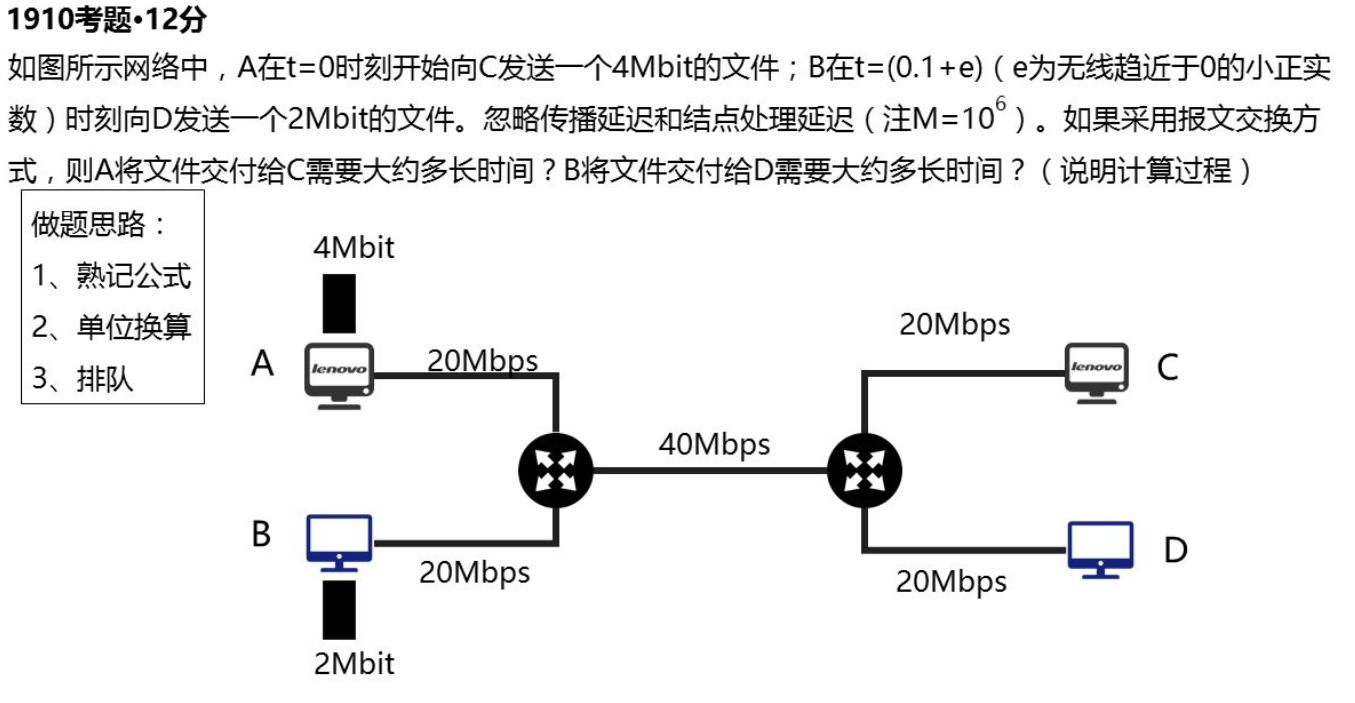 1910考题·12分
如图所示网络中，A在t=0时刻开始向C发送一个4Mbit的文件；B在t=(0.1+e)（e为无线趋近于0的小正实
数）时刻向D发送一个2Mbit的文件。忽略传播延迟和结点处理延迟（注M=10⁶）。如果采用报文交换方
式，则A将文件交付给C需要大约多长时间？B将文件交付给D需要大约多长时间？（说明计算过程）
做题思路：
1、熟记公式
2、单位换算
3、排队
4Mbit
20Mbps
A
lenovo
20Mbps
lenovo
C
40Mbps
B
D
20Mbps
20Mbps
2Mbit